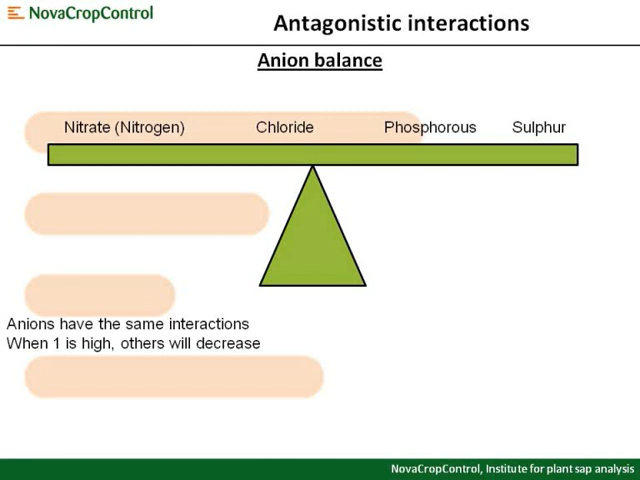 NovaCropControl
Antagonistic interactions
Anion balance
Nitrate (Nitrogen) Chloride Phosphorous Sulphur
Anions have the same interactions
When 1 is high, others will decrease
NovaCropControl, Institute for plant sap analysis